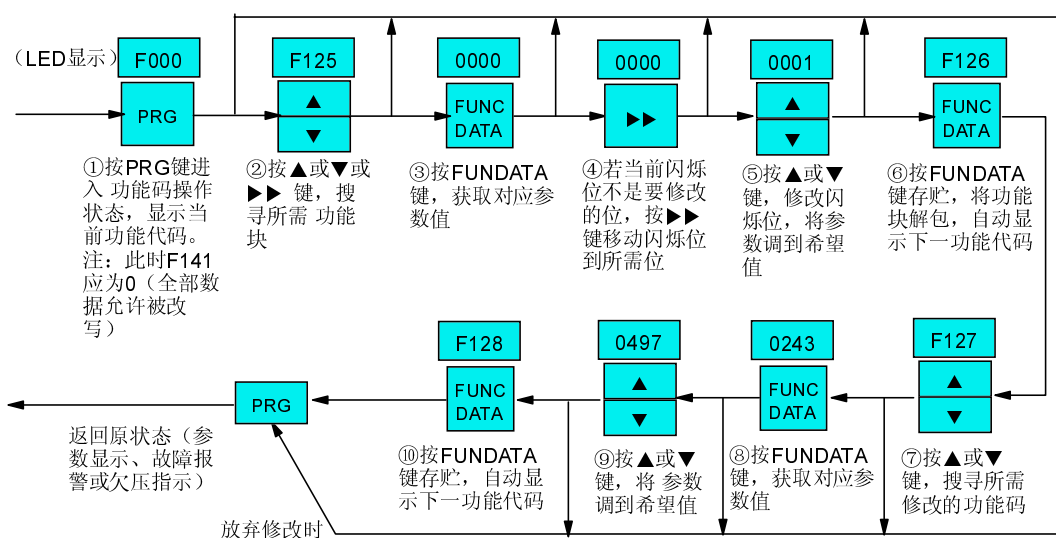 （LED显示）
F000
PRG
①按PRG键进
入 功能码操作
状态，显示当
前功能代码。
注：此时F141
应为0（全部数
据允许被改
写）
F125
▲
▼
②按▲或▼或
▶▶ 键，搜
寻所需 功能
块
0000
FUNC
DATA
③按FUNDATA
键，获取对应参
数值
0000
▶▶
④若当前闪烁
位不是要修改
的位，按▶▶
键移动闪烁位
到所需位
0001
▲
▼
⑤按▲或▼
键，修改闪
烁位，将参
数调到希望
值
F126
FUNC
DATA
⑥按FUNDATA
键存贮，将功能
块解包，自动显
示下一功能代码
F127
▲
▼
⑦按▲或▼
键，搜寻所需
修改的功能码
0243
FUNC
DATA
⑧按FUNDATA
键，获取对应参
数值
0497
▲
▼
⑨按▲或▼
键，将 参数
调到希望值
F128
FUNC
DATA
⑩按FUNDATA
键存贮，自动显
示下一功能代码
PRG
返回原状态（参
数显示、故障报
警或欠压指示）
放弃修改时